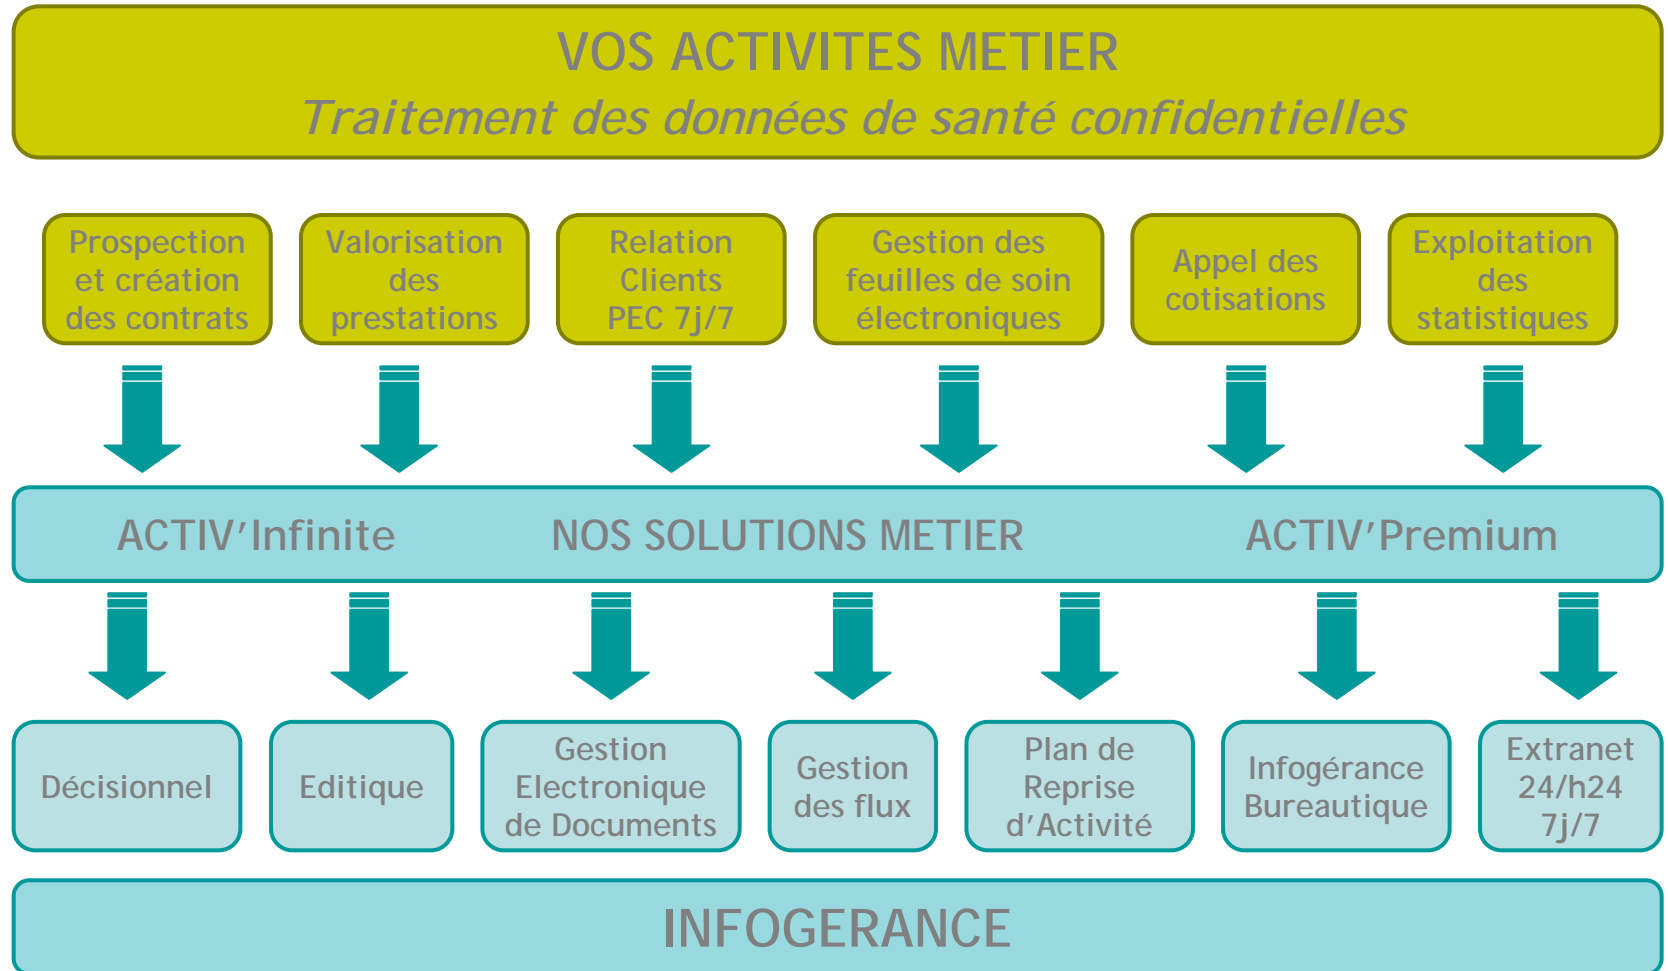 VOS ACTIVITES METIER
Traitement des données de santé confidentielles
Prospection
et création
des contrats
Valorisation
des
prestations
Relation
Clients
PEC 7j/7
Gestion des
feuilles de soin
électroniques
Appel des
cotisations
Exploitation
des
statistiques
ACTIV’Infinite
NOS SOLUTIONS METIER
ACTIV’Premium
Décisionnel
Editique
Gestion
Electronique
de Documents
Gestion
des flux
Plan de
Reprise
d’Activité
Infogérance
Bureautique
Extranet
24/h24
7j/7
INFOGERANCE